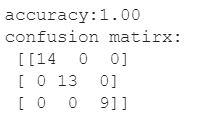 accuracy:1.00
confusion matirx:
[[14  0  0]
[ 0 13  0]
[ 0  0  9]]